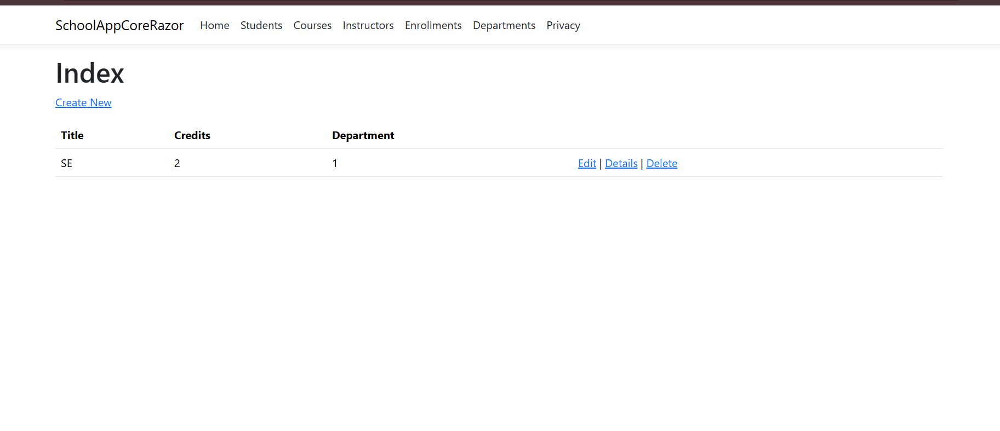 SchoolAppCoreRazor Home Students Courses Instructors Enrollments Departments Privacy
Index
Create New
Title Credits Department
SE 2 1 Edit | Details | Delete